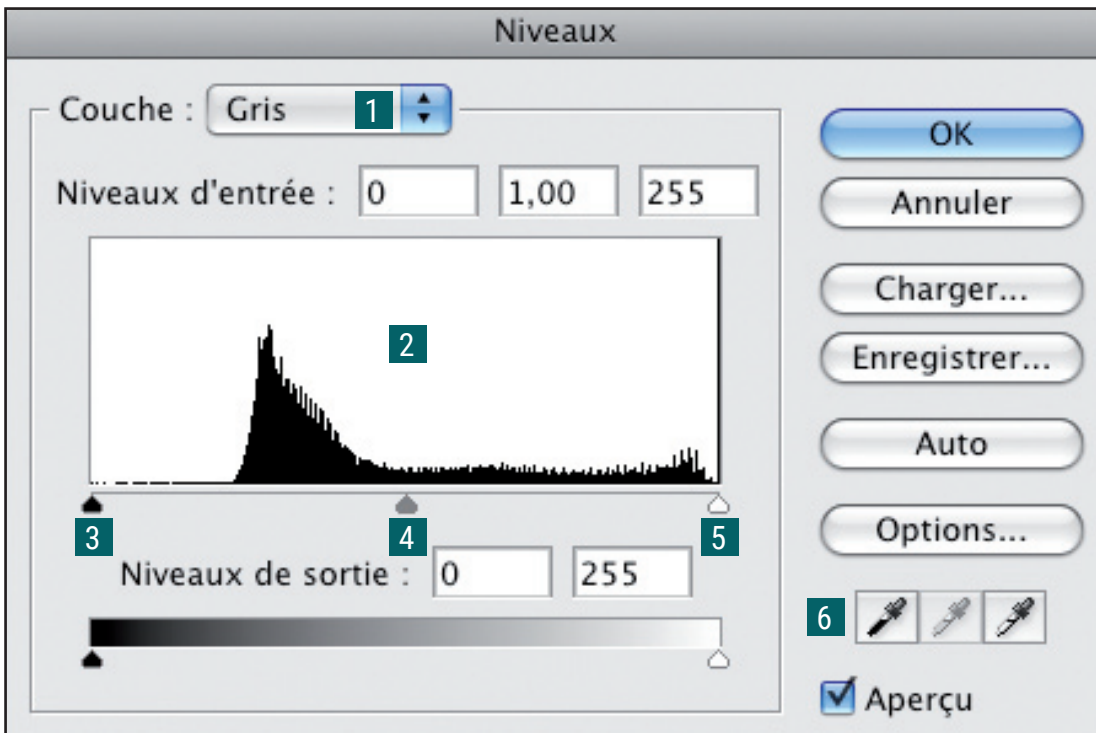 Niveaux
Couche : Gris 1
OK
Niveaux d'entrée : 0 1,00 255
Annuler
Charger...
2
Enregistrer...
Auto
3 4 5
Options...
Niveaux de sortie : 0 255
6
Aperçu